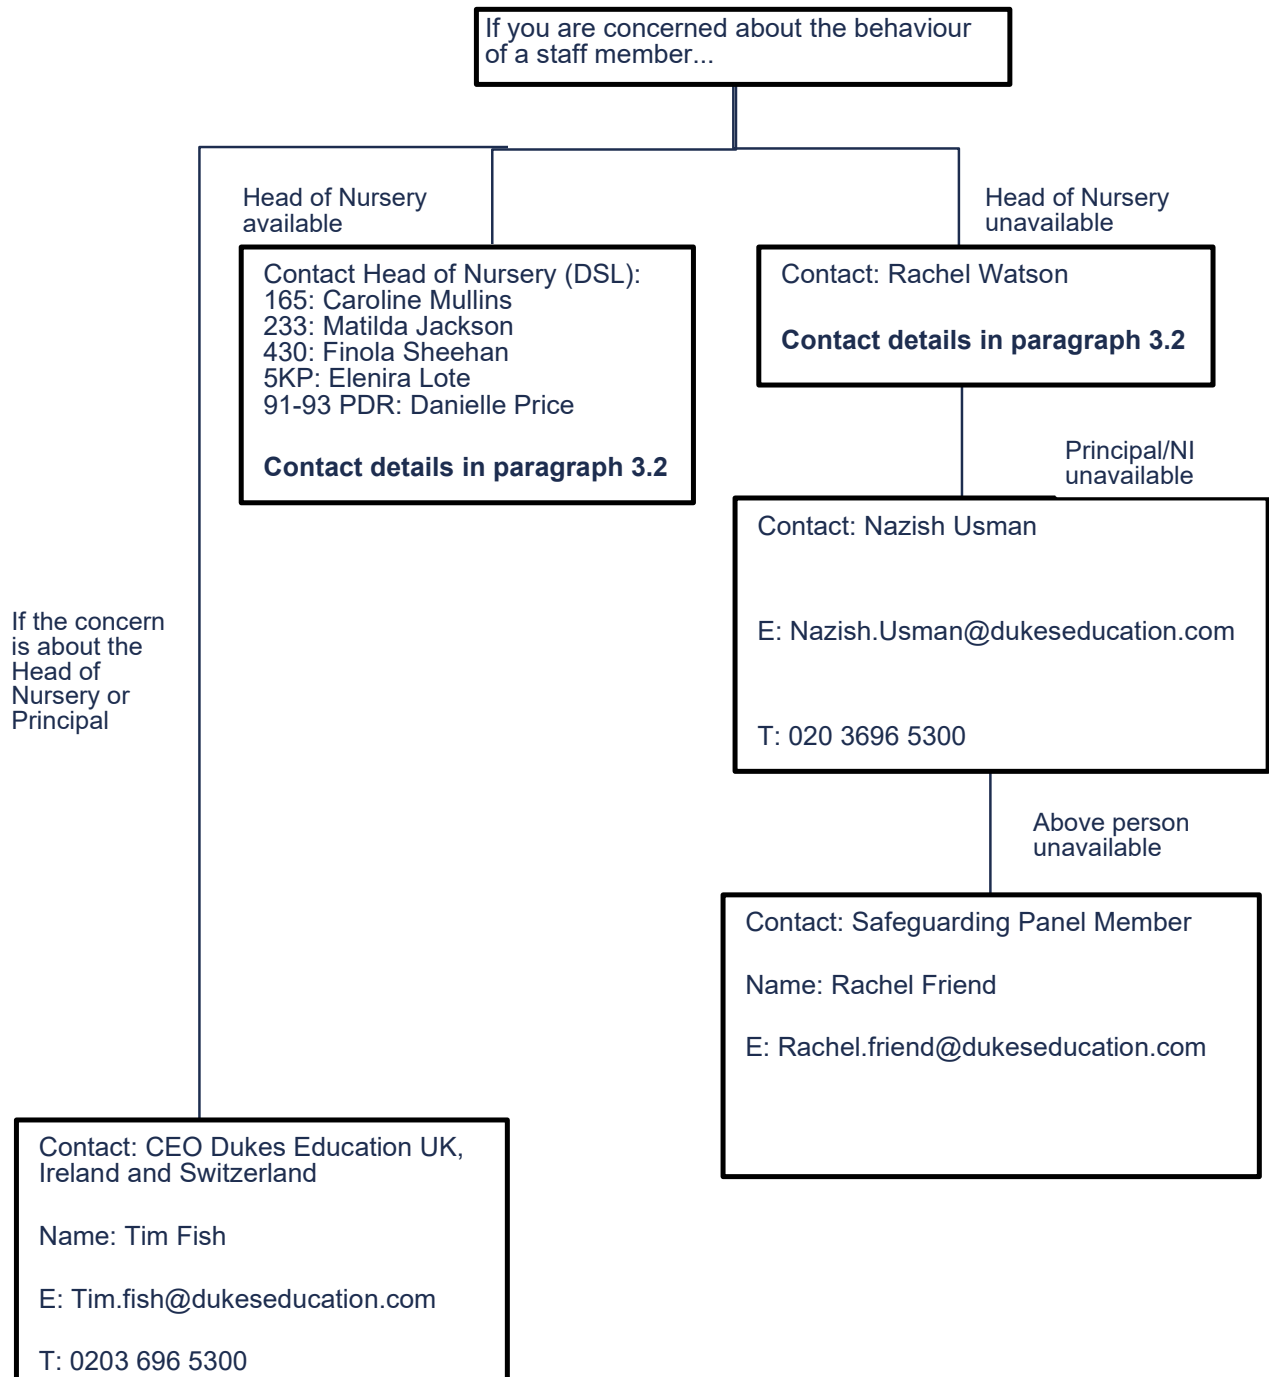 If you are concerned about the behaviour
of a staff member...
Head of Nursery
available
Head of Nursery
unavailable
Contact Head of Nursery (DSL):
165: Caroline Mullins
233: Matilda Jackson
430: Finola Sheehan
5KP: Elenira Lote
91-93 PDR: Danielle Price
Contact details in paragraph 3.2
Contact: Rachel Watson
Contact details in paragraph 3.2
Principal/NI
unavailable
Contact: Nazish Usman
E: Nazish.Usman@dukeseducation.com
T: 020 3696 5300
If the concern
is about the
Head of
Nursery or
Principal
Above person
unavailable
Contact: Safeguarding Panel Member
Name: Rachel Friend
E: Rachel.friend@dukeseducation.com
Contact: CEO Dukes Education UK,
Ireland and Switzerland
Name: Tim Fish
E: Tim.fish@dukeseducation.com
T: 0203 696 5300